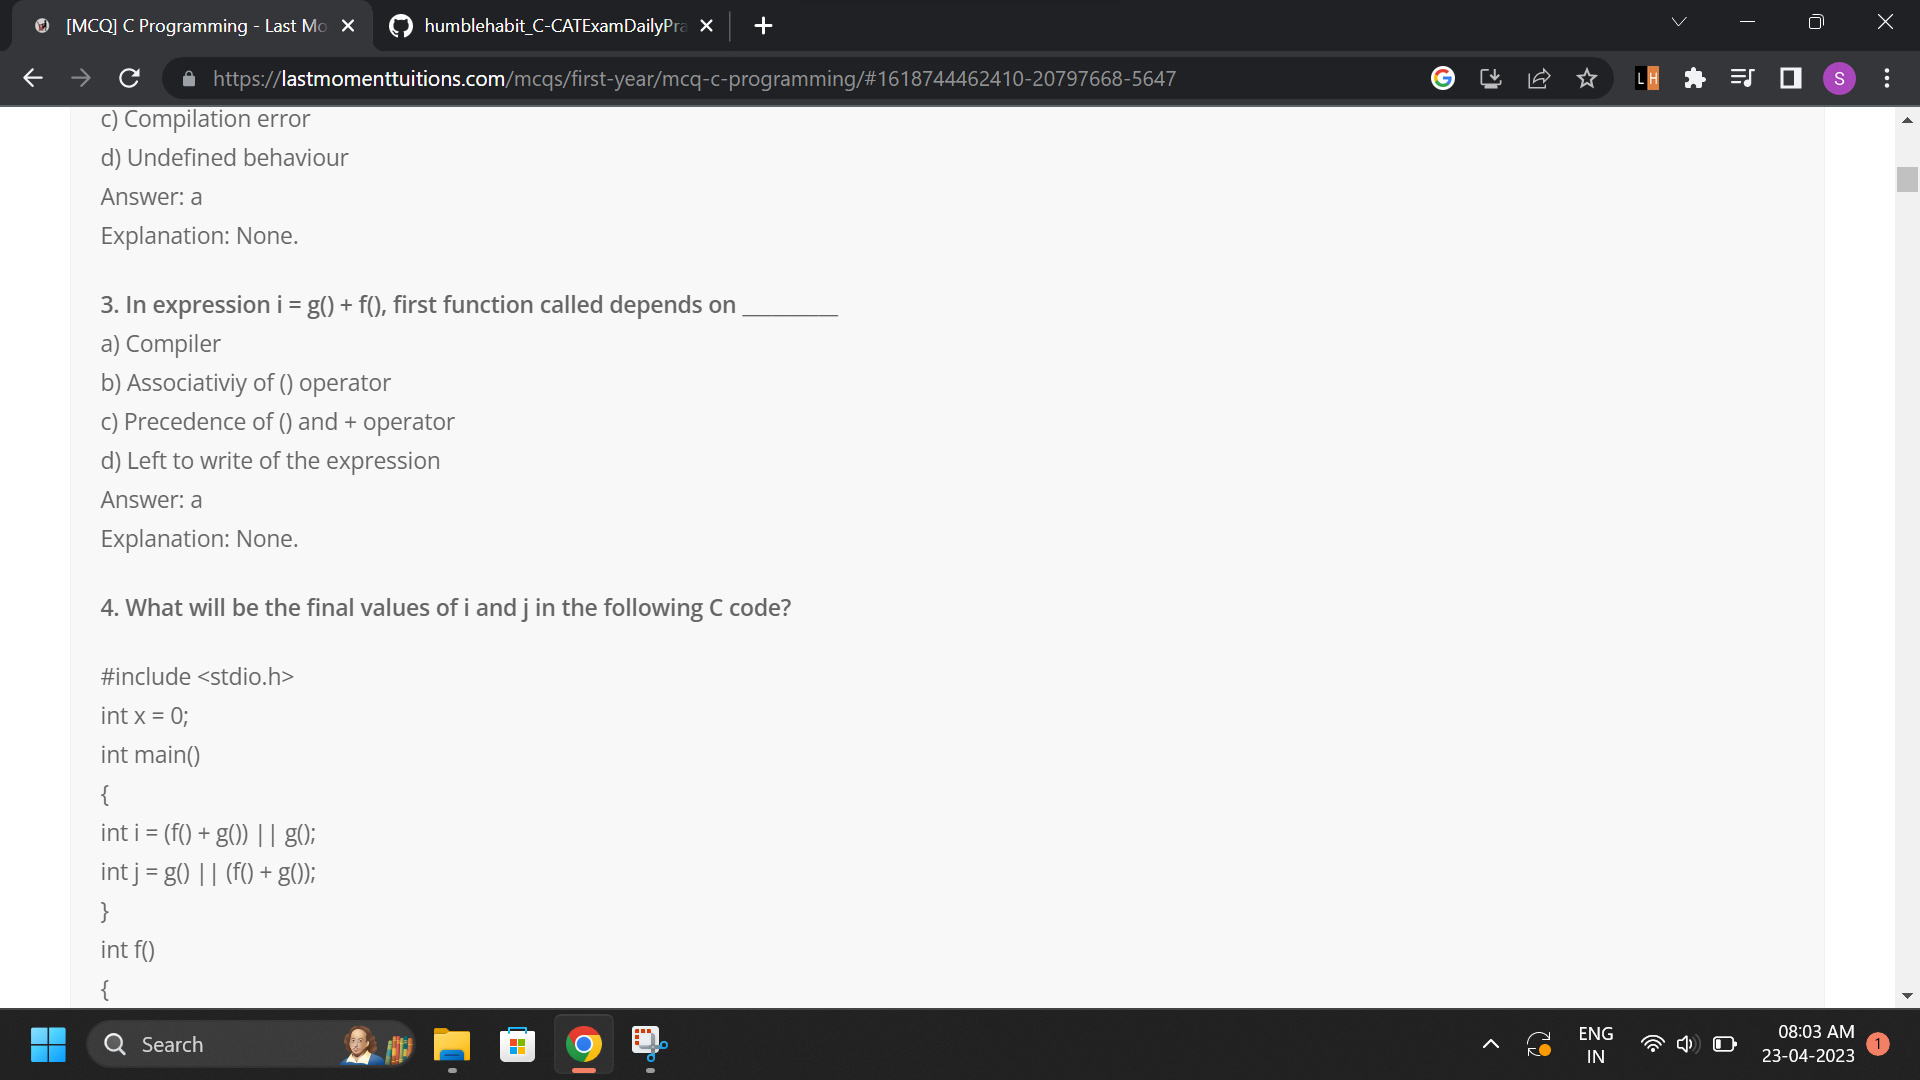 [MCQ] C Programming - Last Mo
humblehabit_C-CATExamDailyPra
https://lastmomenttuitions.com/mcqs/first-year/mcq-c-programming/#1618744462410-20797668-5647
LH
S
c) Compilation error
d) Undefined behaviour
Answer: a
Explanation: None.
3. In expression i = g() + f(), first function called depends on __________
a) Compiler
b) Associativiy of () operator
c) Precedence of () and + operator
d) Left to write of the expression
Answer: a
Explanation: None.
4. What will be the final values of i and j in the following C code?
#include <stdio.h>
int x = 0;
int main()
{
int i = (f() + g()) || g();
int j = g() || (f() + g());
}
int f()
{
Search
ENG
IN
08:03 AM
23-04-2023
1